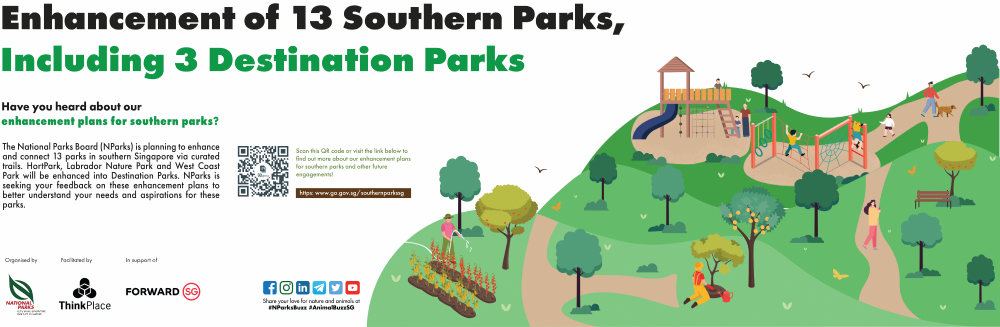 Enhancement of 13 Southern Parks,
Including 3 Destination Parks
Have you heard about our
enhancement plans for southern parks?
The National Parks Board (NParks) is planning to enhance
and connect 13 parks in southern Singapore via curated
trails. HortPark, Labrador Nature Park and West Coast
Park will be enhanced into Destination Parks. NParks is
seeking your feedback on these enhancement plans to
better understand your needs and aspirations for these
parks.
Scan this QR code or visit the link below to
find out more about our enhancement plans
for southern parks and other future
engagements!
https: www.go.gov.sg/southernparkssg
Organised by
Facilitated by
In support of
NATIONAL
PARKS
ThinkPlace
FORWARD SG
Share your love for nature and animals at
#NParksBuzz #AnimalBuzzSG